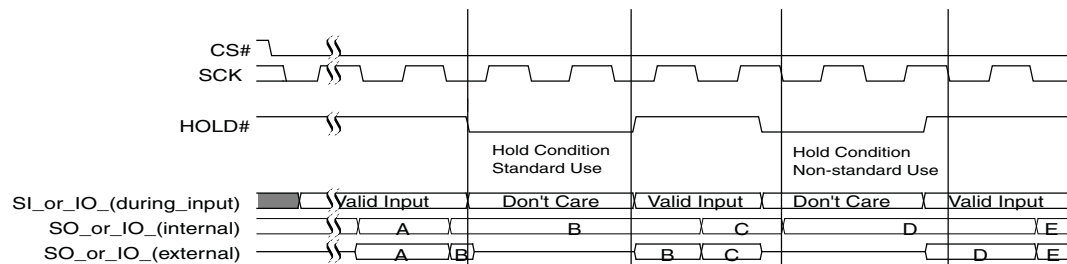 CS#
SCK
HOLD#
Hold Condition
Standard Use
Hold Condition
Non-standard Use
SI_or_IO_(during_input) Valid Input Don't Care Valid Input Don't Care Valid Input
SO_or_IO_(internal) A B C D E
SO_or_IO_(external) A B B C D E